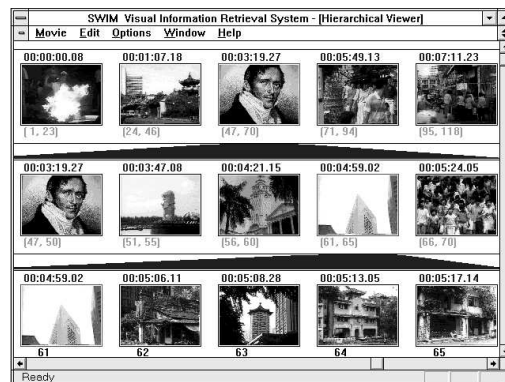 SWIM Visual Information Retrieval System - [Hierarchical Viewer]
Movie Edit Options Window Help
00:00:00.08 00:01:07.18 00:03:19.27 00:05:49.13 00:07:11.23
[ 1, 23] [24, 46] [47, 70] [71, 94] [95, 118]
00:03:19.27 00:03:47.08 00:04:21.15 00:04:59.02 00:05:24.05
[47, 50] [51, 55] [56, 60] [61, 65] [66, 70]
00:04:59.02 00:05:06.11 00:05:08.28 00:05:13.05 00:05:17.14
61 62 63 64 65
Ready